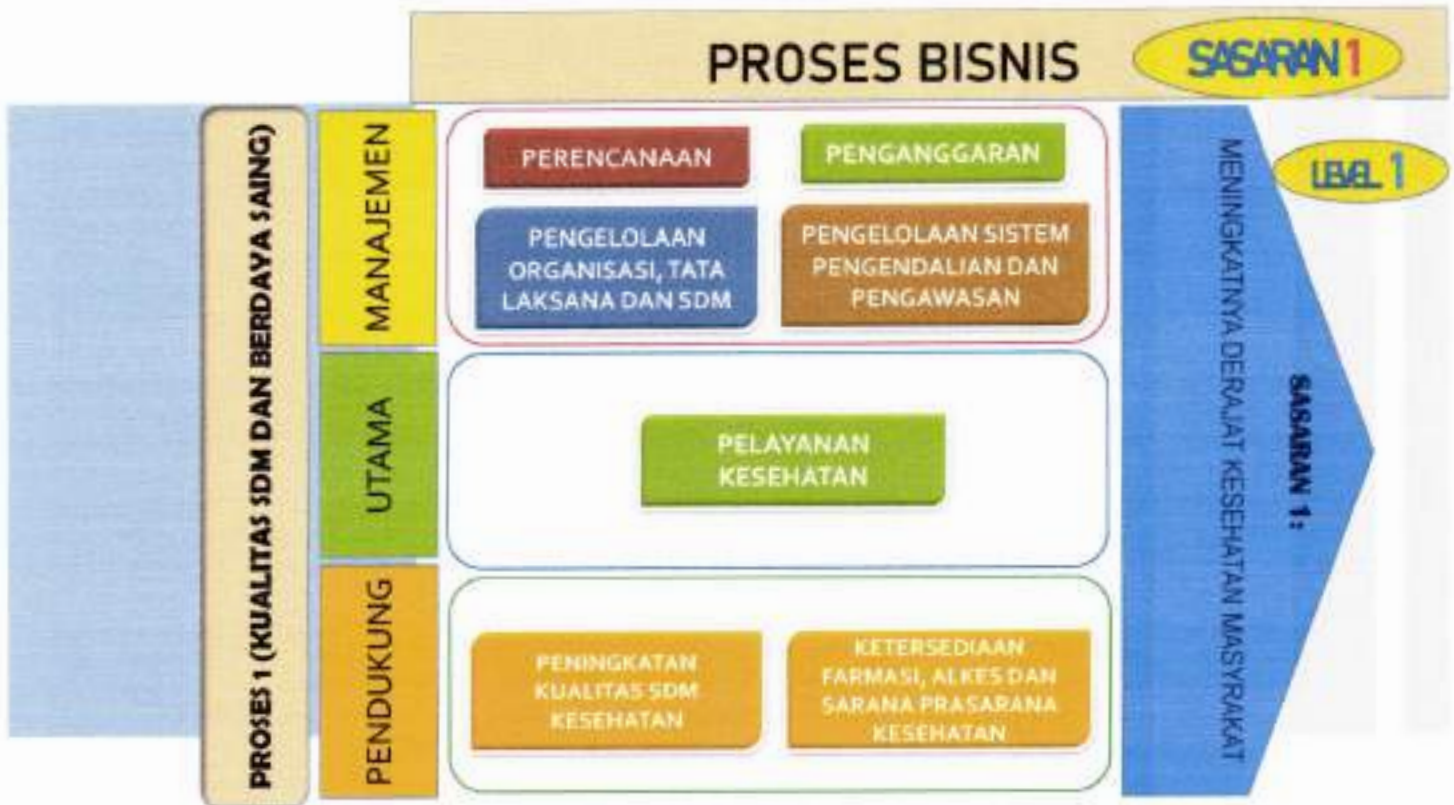 PROSES BISNIS
SASARAN 1
LEVEL 1
PROSES 1 (KUALITAS SDM DAN BERDAYA SAING)
MANAJEMEN
PERENCANAAN
PENGANGGARAN
PENGELOLAAN
ORGANISASI, TATA
LAKSANA DAN SDM
PENGELOLAAN SISTEM
PENGENDALIAN DAN
PENGAWASAN
UTAMA
PELAYANAN
KESEHATAN
PENDUKUNG
PENINGKATAN
KUALITAS SDM
KESEHATAN
KETERSEDIAAN
FARMASI, ALKES DAN
SARANA PRASARANA
KESEHATAN
SASARAN 1 :
MENINGKATNYA DERAJAT KESEHATAN MASYRAKAT